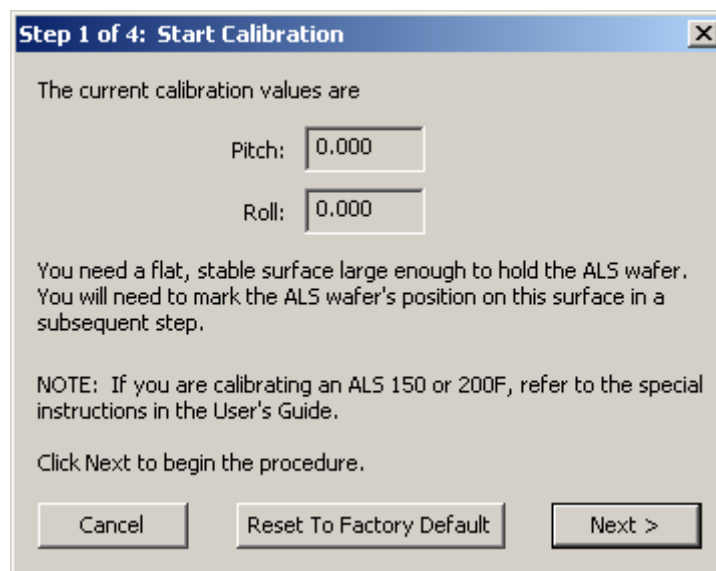 Step 1 of 4: Start Calibration
The current calibration values are
Pitch: 0.000
Roll: 0.000
You need a flat, stable surface large enough to hold the ALS wafer.
You will need to mark the ALS wafer's position on this surface in a
subsequent step.
NOTE: If you are calibrating an ALS 150 or 200F, refer to the special
instructions in the User's Guide.
Click Next to begin the procedure.
Cancel Reset To Factory Default Next >